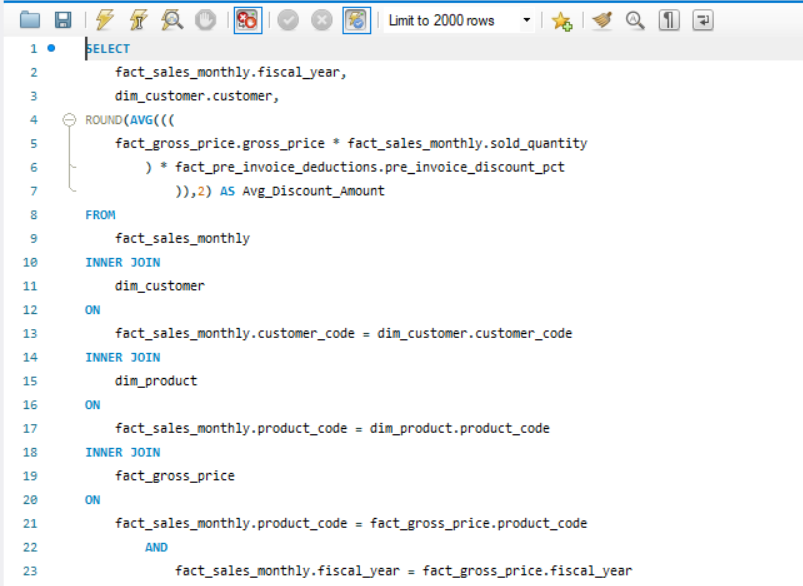 Limit to 2000 rows
1 SELECT
2 fact_sales_monthly.fiscal_year,
3 dim_customer.customer,
4 ROUND(AVG(((
5 fact_gross_price.gross_price * fact_sales_monthly.sold_quantity
6 ) * fact_pre_invoice_deductions.pre_invoice_discount_pct
7 )),2) AS Avg_Discount_Amount
8 FROM
9 fact_sales_monthly
10 INNER JOIN
11 dim_customer
12 ON
13 fact_sales_monthly.customer_code = dim_customer.customer_code
14 INNER JOIN
15 dim_product
16 ON
17 fact_sales_monthly.product_code = dim_product.product_code
18 INNER JOIN
19 fact_gross_price
20 ON
21 fact_sales_monthly.product_code = fact_gross_price.product_code
22 AND
23 fact_sales_monthly.fiscal_year = fact_gross_price.fiscal_year